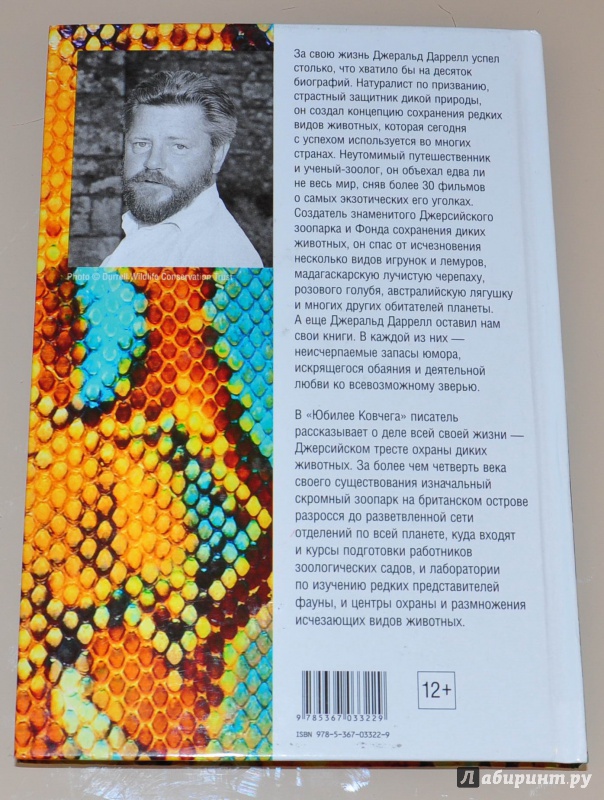 За свою жизнь Джеральд Даррелл успел
столько, что хватило бы на десяток
биографий. Натуралист по призванию,
страстный защитник дикой природы,
он создал концепцию сохранения редких
видов животных, которая сегодня
с успехом используется во многих
странах. Неутомимый путешественник
и ученый-зоолог, он объехал едва ли
не весь мир, сняв более 30 фильмов
о самых экзотических его уголках.
Создатель знаменитого Джерсийского
зоопарка и Фонда сохранения диких
животных, он спас от исчезновения
несколько видов игрунок и лемуров,
мадагаскарскую лучистую черепаху,
розового голубя, австралийскую лягушку
и многих других обитателей планеты.
А еще Джеральд Даррелл оставил нам
свои книги. В каждой из них —
неисчерпаемые запасы юмора,
искрящегося обаяния и деятельной
любви ко всевозможному зверью.
Photo © Durrell Wildlife Conservation Trust
В «Юбилее Ковчега» писатель
рассказывает о деле всей своей жизни —
Джерсийском тресте охраны диких
животных. За более чем четверть века
своего существования изначальный
скромный зоопарк на британском острове
разросся до разветвленной сети
отделений по всей планете, куда входят
и курсы подготовки работников
зоологических садов, и лаборатории
по изучению редких представителей
фауны, и центры охраны и размножения
исчезающих видов животных.
12+
9 785367 033229
ISBN 978-5-367-03322-9
Лабиринт.ру